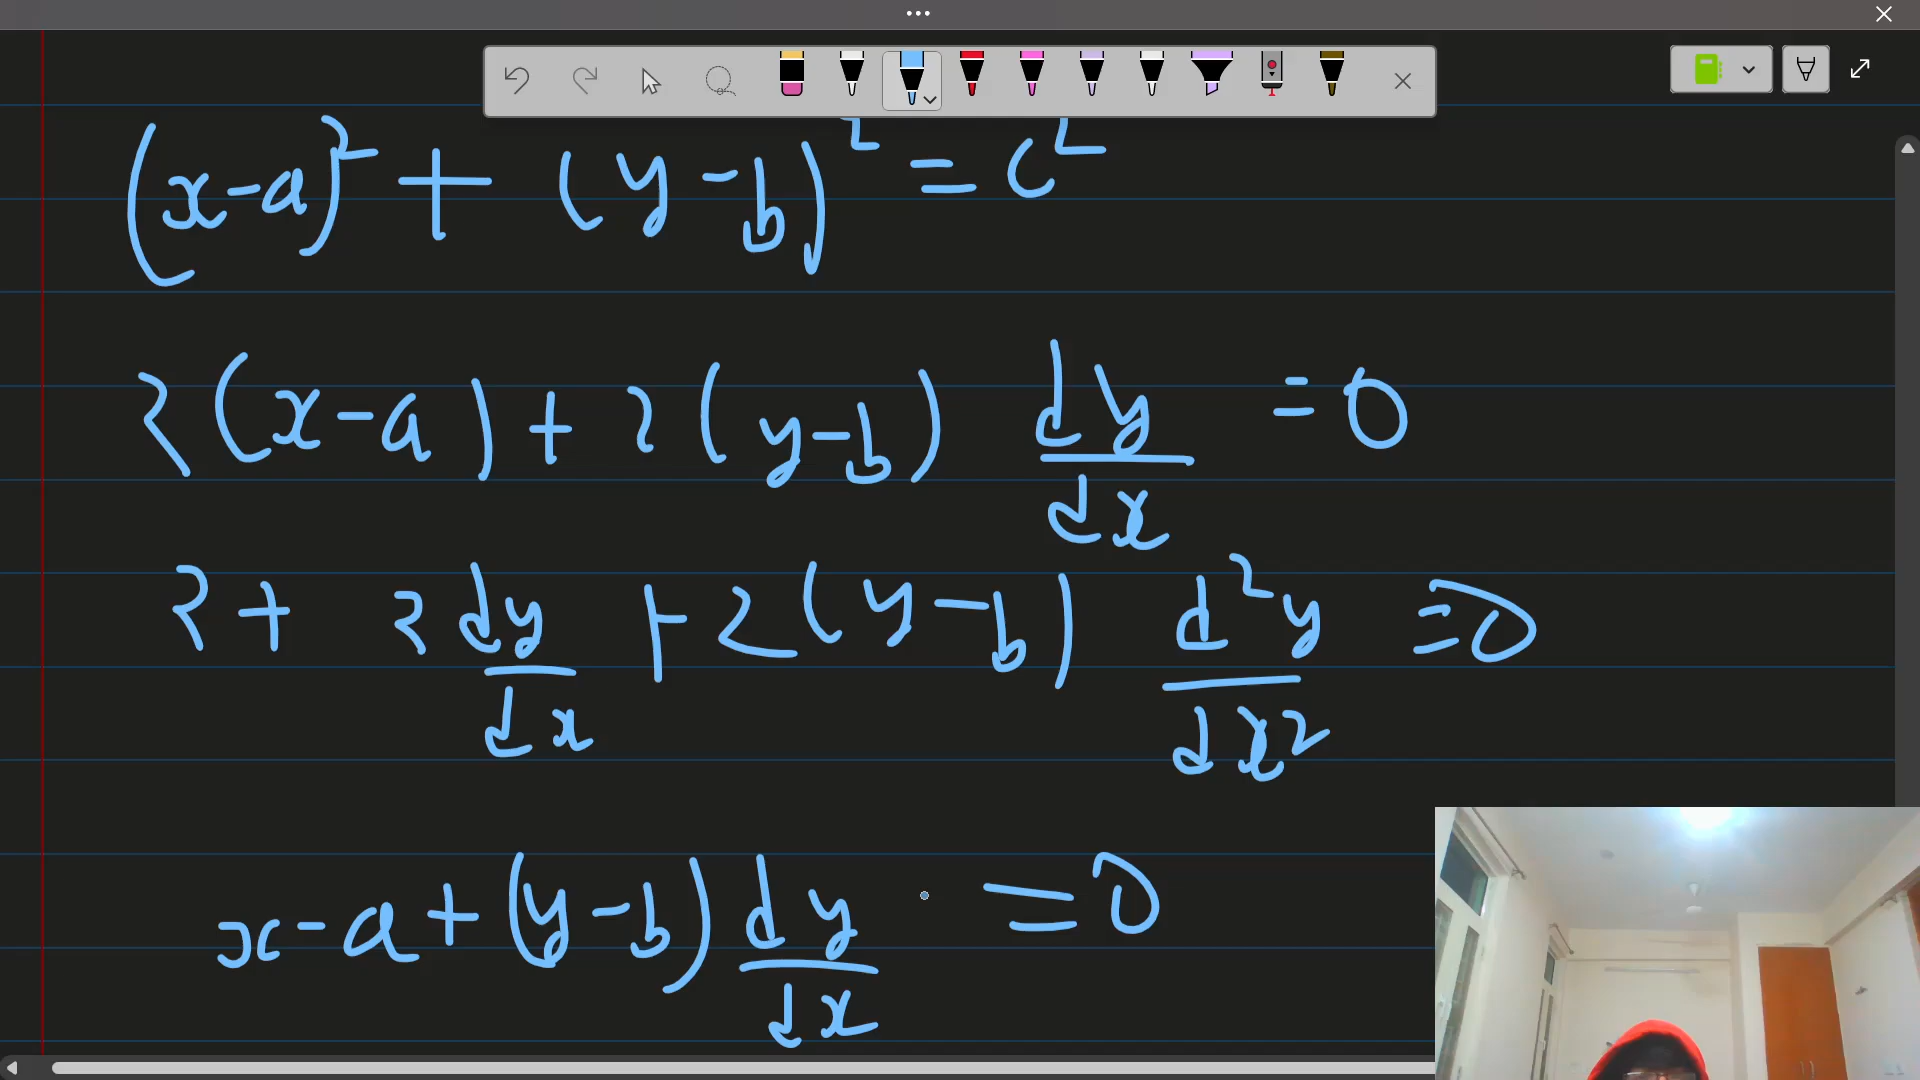 (x-a)² + (y-b)² = c²
2(x-a) + 2(y-b) dy/dx = 0
2 + 2 dy/dx + 2(y-b) d²y/dx² = 0
x-a + (y-b) dy/dx = 0